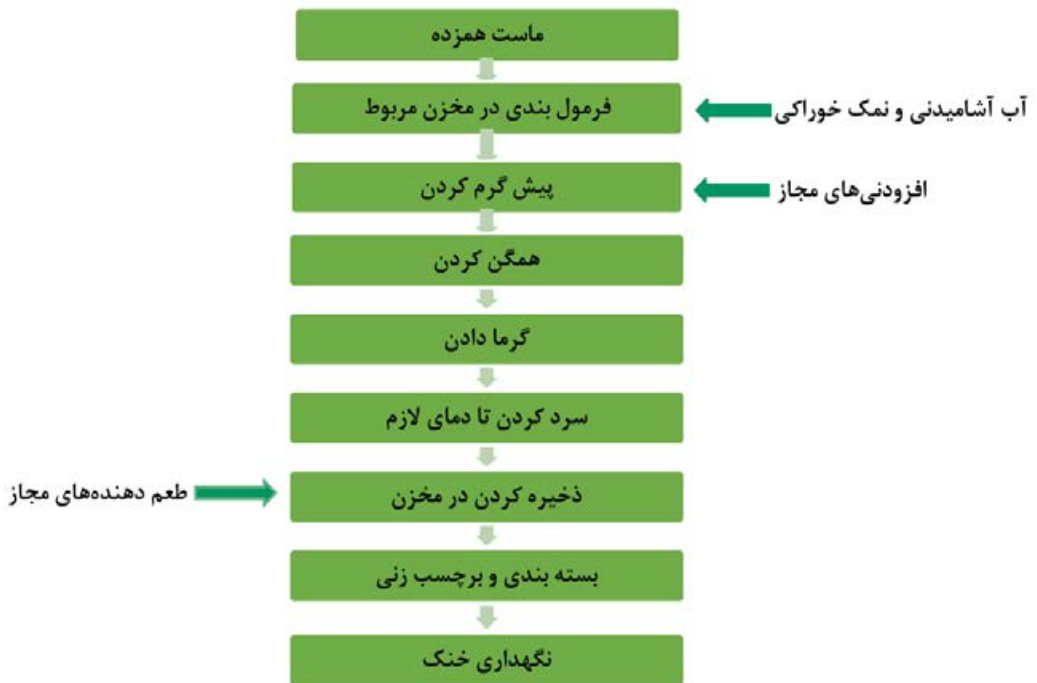 ماست همزده
فرمول بندی در مخزن مربوط
آب آشامیدنی و نمک خوراکی
پیش گرم کردن
افزودنی‌های مجاز
همگن کردن
گرما دادن
سرد کردن تا دمای لازم
ذخیره کردن در مخزن
طعم دهنده‌های مجاز
بسته بندی و برچسب زنی
نگهداری خنک